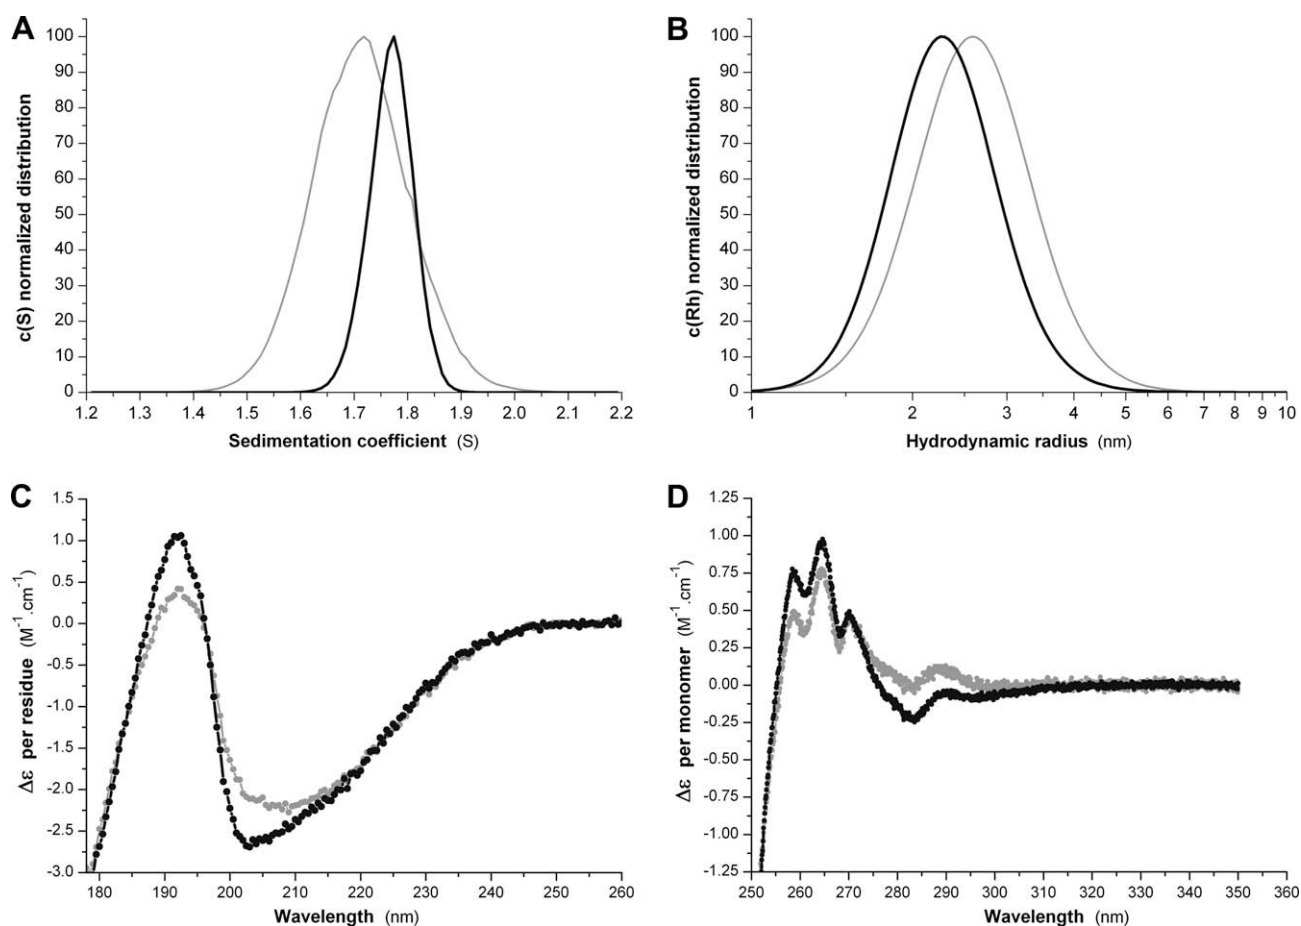 A
100
90
80
70
60
50
40
30
20
10
0
c(S) normalized distribution
1.2 1.3 1.4 1.5 1.6 1.7 1.8 1.9 2.0 2.1 2.2
Sedimentation coefficient (S)
B
100
90
80
70
60
50
40
30
20
10
0
c(Rh) normalized distribution
1 2 3 4 5 6 7 8 9 10
Hydrodynamic radius (nm)
C
1.5
1.0
0.5
0.0
-0.5
-1.0
-1.5
-2.0
-2.5
-3.0
Δε per residue (M⁻¹.cm⁻¹)
180 190 200 210 220 230 240 250 260
Wavelength (nm)
D
1.25
1.00
0.75
0.50
0.25
0.00
-0.25
-0.50
-0.75
-1.00
-1.25
Δε per monomer (M⁻¹.cm⁻¹)
250 260 270 280 290 300 310 320 330 340 350 360
Wavelength (nm)